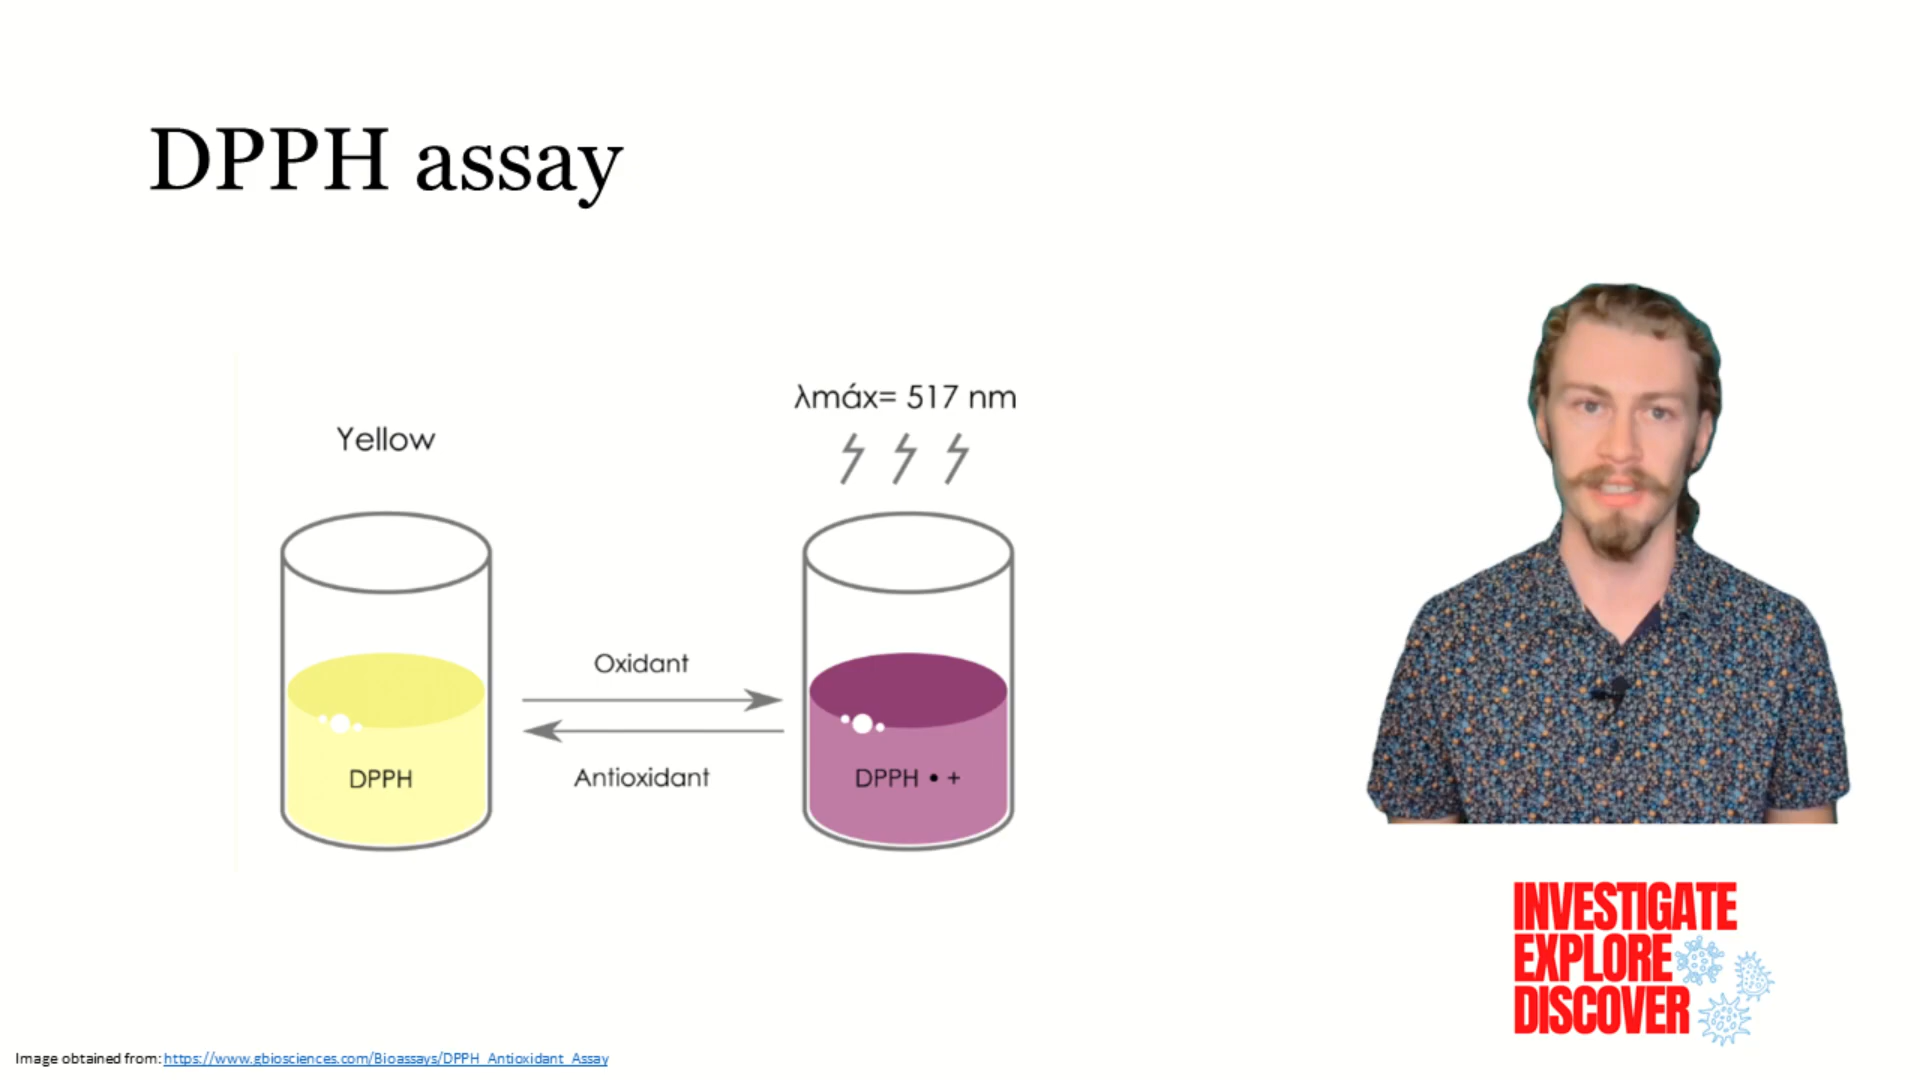 DPPH assay
λmáx= 517 nm
Yellow
Oxidant
Antioxidant
DPPH
DPPH • +
INVESTIGATE
EXPLORE
DISCOVER
Image obtained from: https://www.gbiosciences.com/Bioassays/DPPH_Antioxidant_Assay